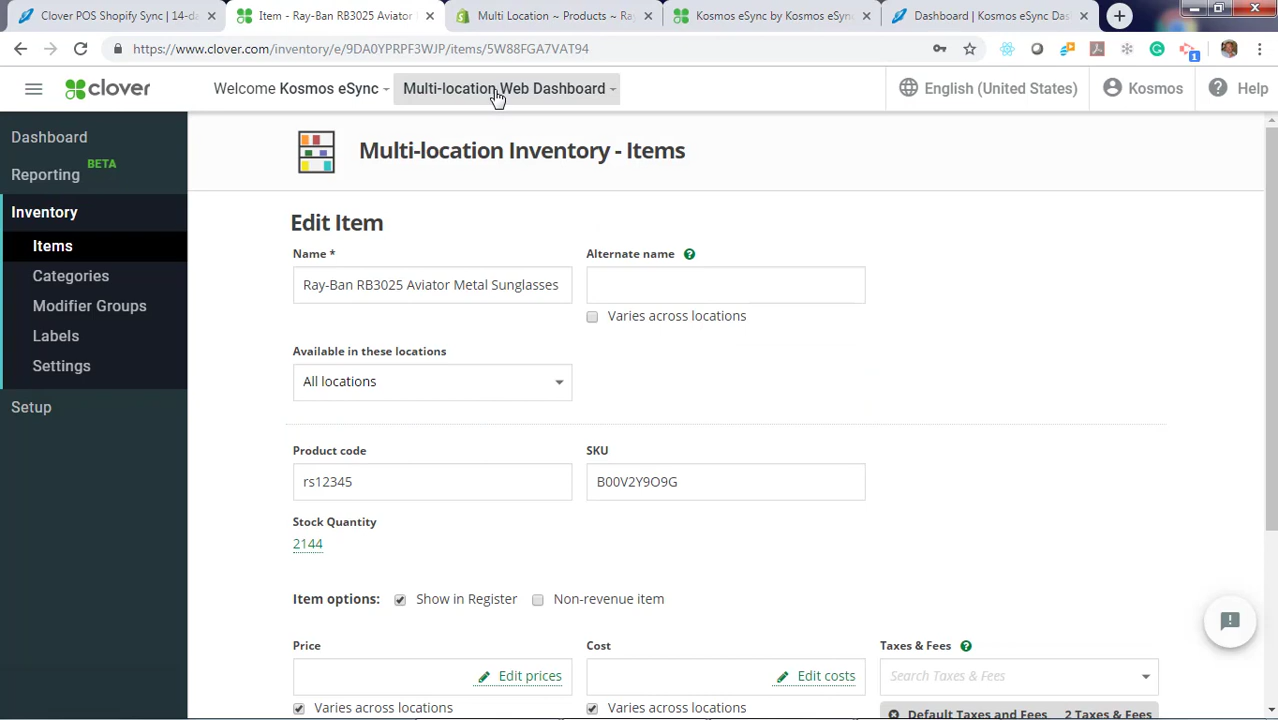 Clover POS Shopify Sync | 14-da
Item - Ray-Ban RB3025 Aviator
Multi Location ~ Products ~ Ra
Kosmos eSync by Kosmos eSync
Dashboard | Kosmos eSync Das
https://www.clover.com/inventory/e/9DA0YPRPF3WJP/items/5W88FGA7VAT94
1
clover
Welcome Kosmos eSync
Multi-location Web Dashboard
English (United States)
Kosmos
Help
Dashboard
Reporting BETA
Inventory
Items
Categories
Modifier Groups
Labels
Settings
Setup
Multi-location Inventory - Items
Edit Item
Name *
Alternate name
Ray-Ban RB3025 Aviator Metal Sunglasses
Varies across locations
Available in these locations
All locations
Product code
SKU
rs12345
B00V2Y9O9G
Stock Quantity
2144
Item options:
Show in Register
Non-revenue item
Price
Cost
Taxes & Fees
Edit prices
Edit costs
Search Taxes & Fees
Varies across locations
Varies across locations
Default Taxes and Fees
2 Taxes & Fees